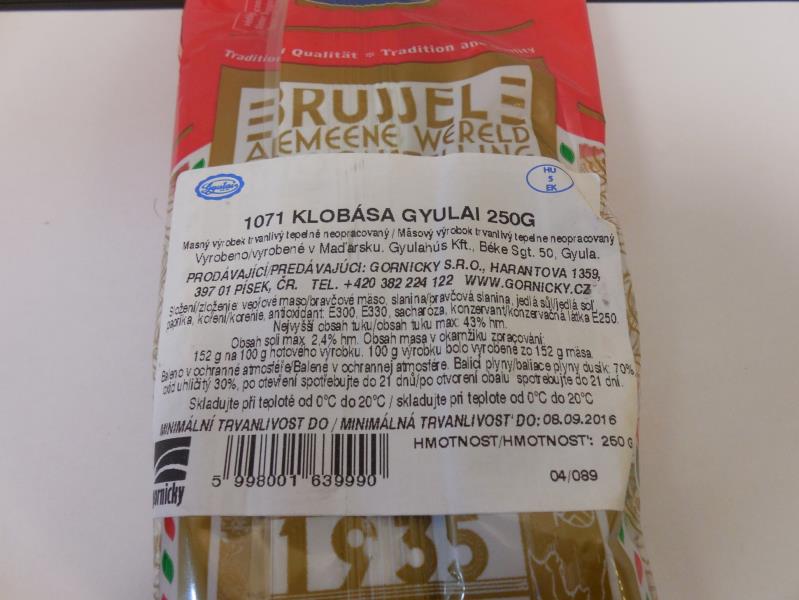 Qualität * Tradition
BRUSSEL
WERELD
Gyulai
HU
5
EK
1071 KLOBÁSA GYULAI 250G
Masný výrobek trvanlivý tepelně neopracovaný / Mäsový výrobok trvanlivý tepelne neopracovaný
Vyrobeno/vyrobené v Maďarsku. Gyulahús Kft., Béke Sgt. 50, Gyula.
PRODÁVAJÍCÍ/PREDÁVAJÚCI: GORNICKY S.R.O., HARANTOVA 1359,
397 01 PÍSEK, ČR. TEL. +420 382 224 122 WWW.GORNICKY.CZ
Složení/zloženie: vepřové maso/bravčové mäso, slanina/pravčová slanina, jedlá sůl/jedlá soľ,
paprika, koření/korenie, antioxidant: E300, E330, sacharóza, konzervant/konzervačná látka E250.
Nejvyšší obsah tuku/obsah tuku max: 43% hm.
Obsah soli max. 2,4% hm. Obsah masa v okamžiku zpracování:
152 g na 100 g hotového výrobku. 100 g výrobku bolo vyrobené zo 152 g mäsa.
Baleno v ochranné atmosféře/Balené v ochrannej atmosfére. Balicí plyny/baliace plyny dusík: 70%
uhličitý 30%, po otevření spotřebujte do 21 dnů/po otvorení obalu spotrebujte do 21 dní.
Skladujte při teplotě od 0°C do 20°C / skladujte pri teplote od 0°C do 20°C
MINIMÁLNÍ TRVANLIVOST DO / MINIMÁLNÁ TRVANLIVOSŤ DO: 08.09.2016
HMOTNOST/HMOTNOSŤ: 250 G
gornicky
5 998001 639990
04/089
1935